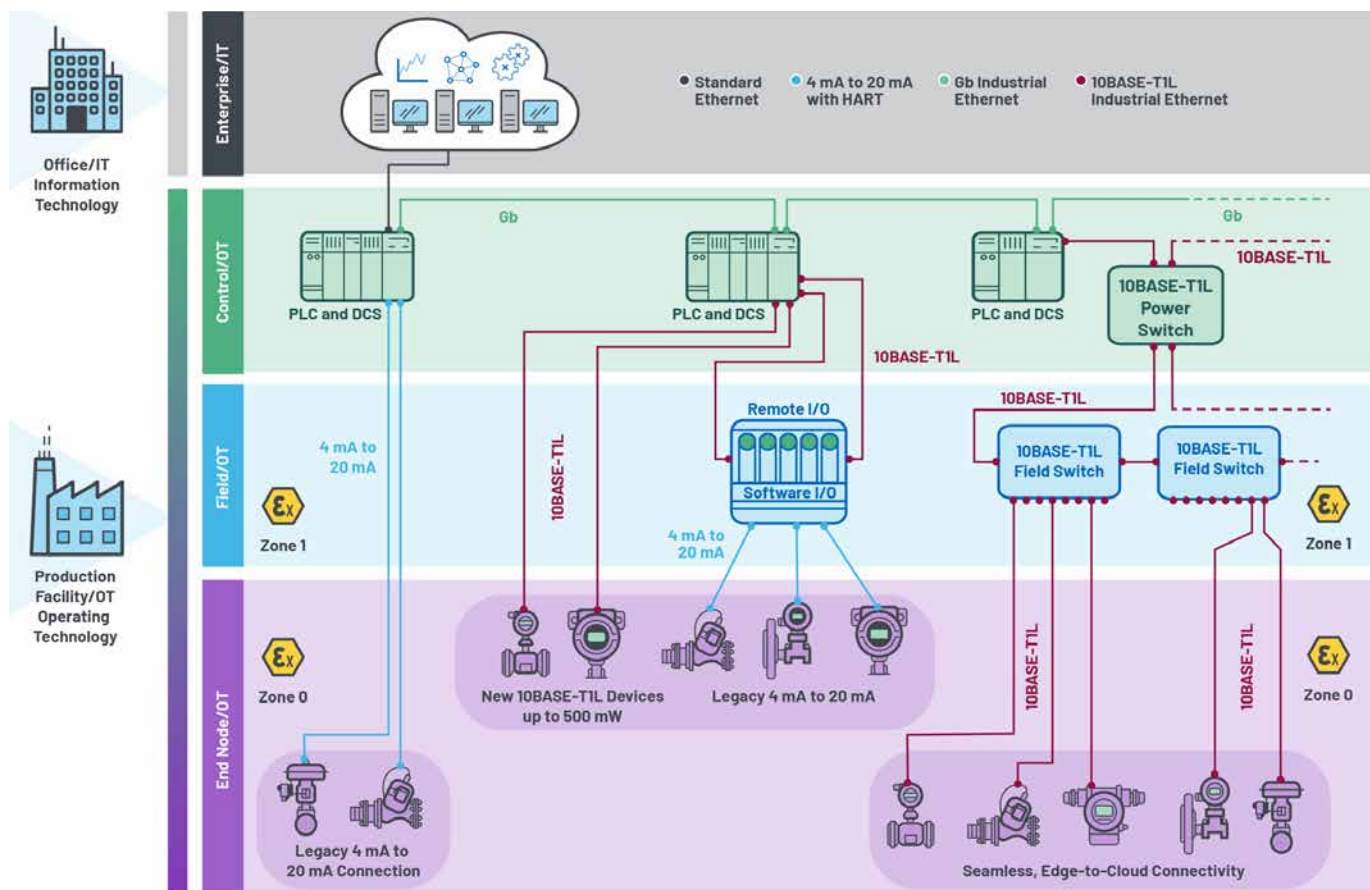 Office/IT
Information
Technology
Enterprise/IT
Standard
Ethernet
4 mA to 20 mA
with HART
Gb Industrial
Ethernet
10BASE-T1L
Industrial Ethernet
Control/OT
Gb
Gb
PLC and DCS
PLC and DCS
PLC and DCS
10BASE-T1L
10BASE-T1L
Power
Switch
10BASE-T1L
Production
Facility/OT
Operating
Technology
Field/OT
4 mA to
20 mA
10BASE-T1L
Remote I/O
Software I/O
4 mA to
20 mA
10BASE-T1L
10BASE-T1L
Field Switch
10BASE-T1L
Field Switch
εx
Zone 1
εx
Zone 1
End Node/OT
εx
Zone 0
εx
Zone 0
New 10BASE-T1L Devices
up to 500 mW
Legacy 4 mA to 20 mA
10BASE-T1L
10BASE-T1L
Legacy 4 mA to
20 mA Connection
Seamless, Edge-to-Cloud Connectivity